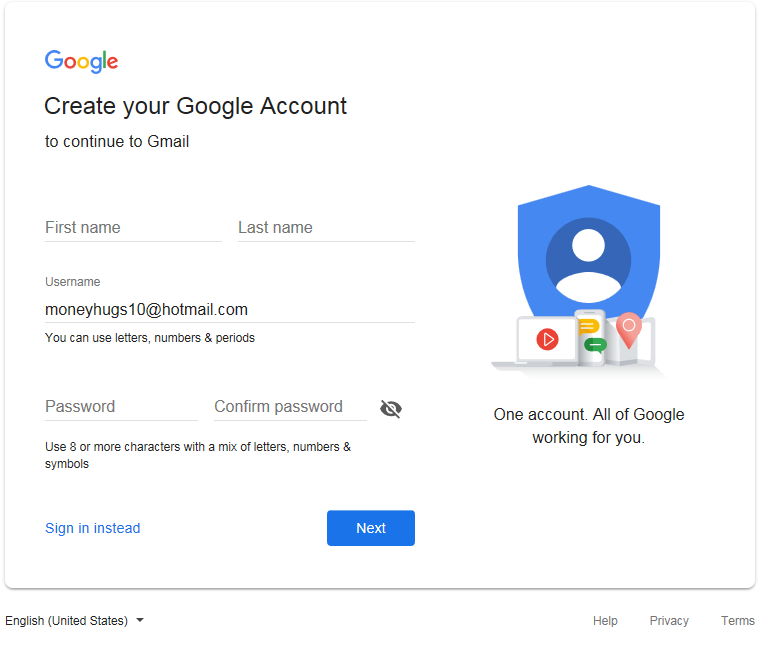 Google
Create your Google Account
to continue to Gmail
First name Last name
Username
moneyhugs10@hotmail.com
You can use letters, numbers & periods
Password Confirm password
Use 8 or more characters with a mix of letters, numbers &
symbols
Sign in instead Next
One account. All of Google
working for you.
English (United States) Help Privacy Terms